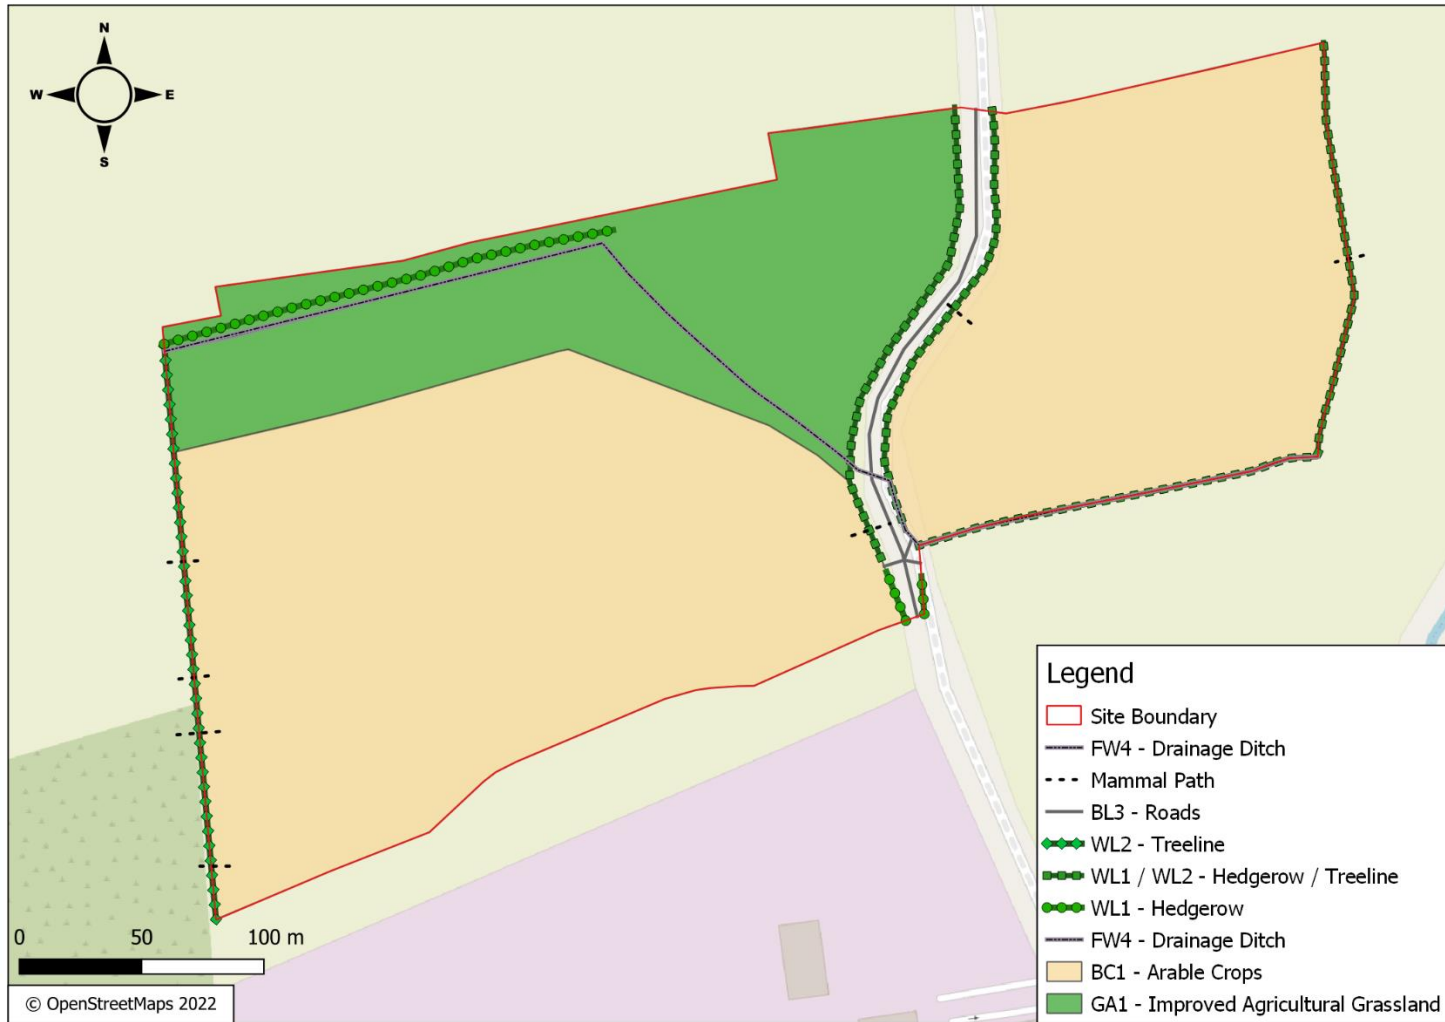 N
W E
S
Legend
Site Boundary
FW4 - Drainage Ditch
Mammal Path
BL3 - Roads
WL2 - Treeline
WL1 / WL2 - Hedgerow / Treeline
WL1 - Hedgerow
FW4 - Drainage Ditch
BC1 - Arable Crops
GA1 - Improved Agricultural Grassland
0 50 100 m
© OpenStreetMaps 2022